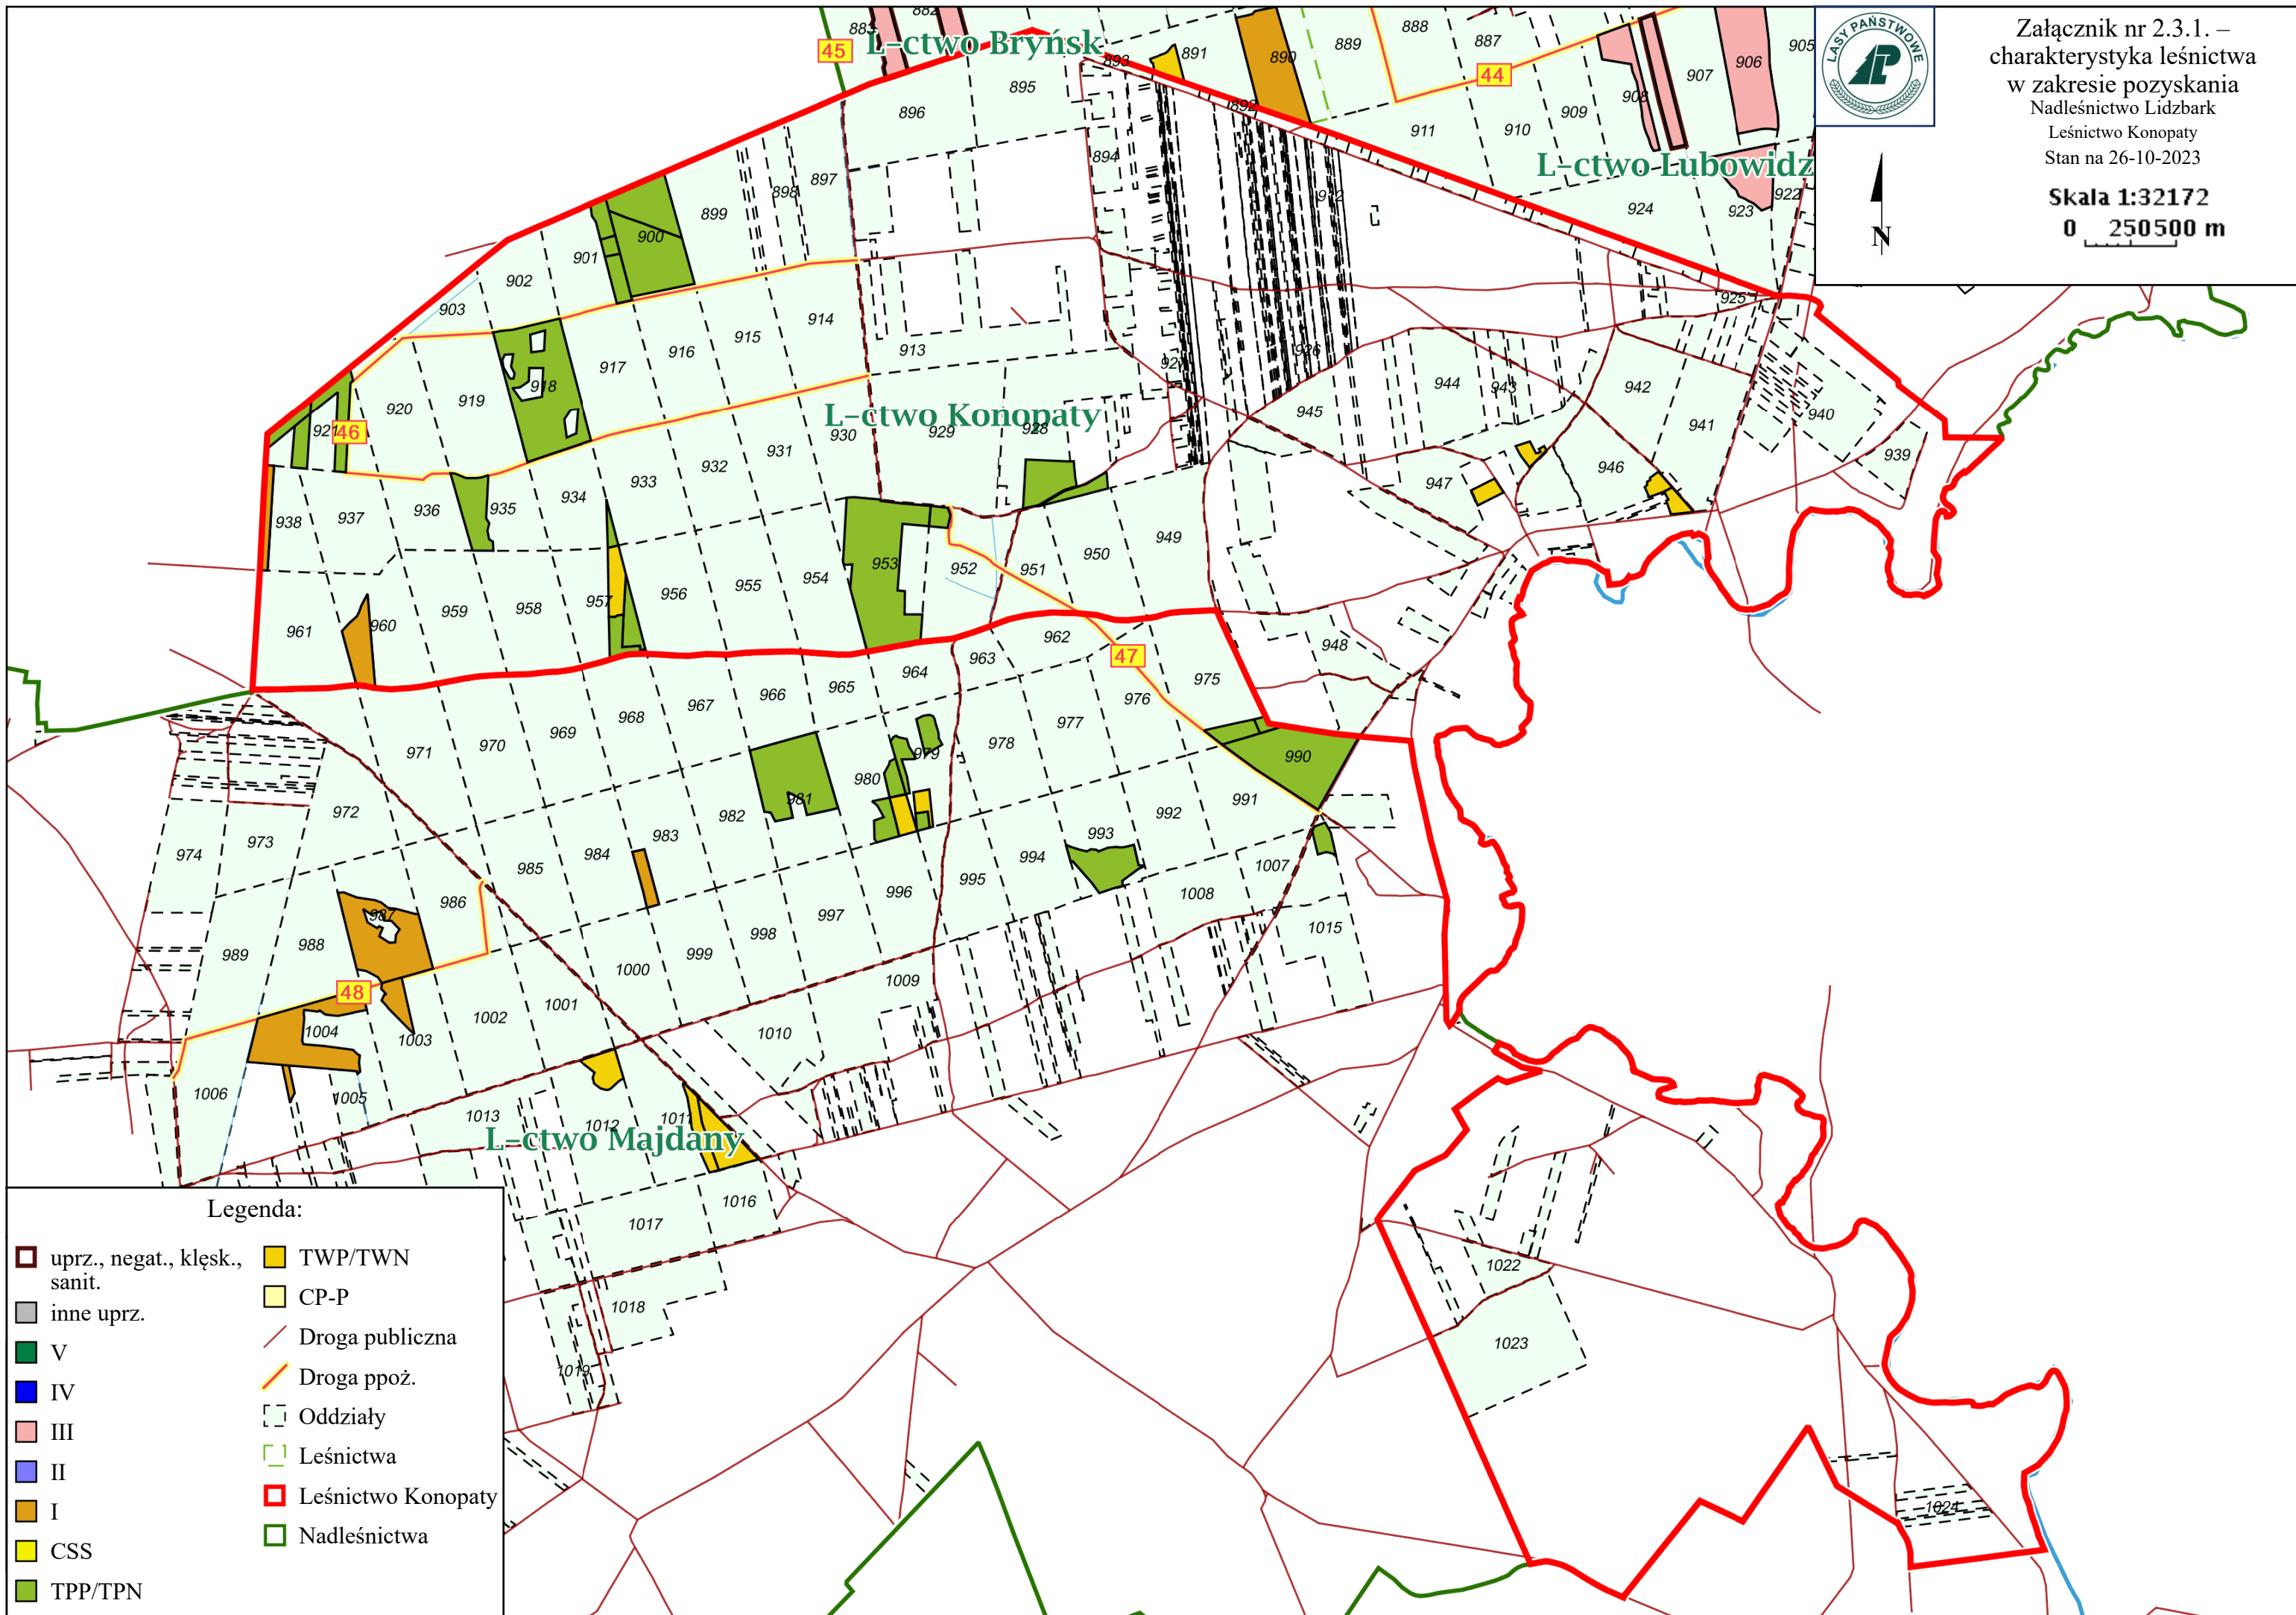 Załącznik nr 2.3.1. –
charakterystyka leśnictwa
w zakresie pozyskania
Nadleśnictwo Lidzbark
Leśnictwo Konopaty
Stan na 26-10-2023
Skala 1:32172
0 250500 m
N
LASY PAŃSTWOWE
883 882
45 L-ctwo Bryńsk
893 891 890 889 888 887 44
908 907 906 905
896 895 892 911 910 909
L-ctwo Lubowidz
894 912 924 923 922
897 898 899 900 901 902 903
925
914 915 916 917 918 919 920 921 46
913 927 926 944 943 942 941 940 939
L-ctwo Konopaty
945 946 947
928 929 930 931 932 933 934 935 936 937 938
949 950 951 952 953 954 955 956 957 958 959 960 961
948
47
962 963 964 965 966 967 968 969 970 971
975 976 977 978 979 980 981 982 983 984 985
972 973 974
990 991 992 993 994 995 996 997 998 999 1000 1001 1002 1003
986 987 988 989
48
1004 1005 1006
1007 1008 1009 1010 1015
1011 1012 1013
L-ctwo Majdany
1016 1017 1018 1019
1022
1023
1024
Legenda:
uprz., negat., klęsk.,
sanit.
inne uprz.
V
IV
III
II
I
CSS
TPP/TPN
TWP/TWN
CP-P
Droga publiczna
Droga ppoż.
Oddziały
Leśnictwa
Leśnictwo Konopaty
Nadleśnictwa